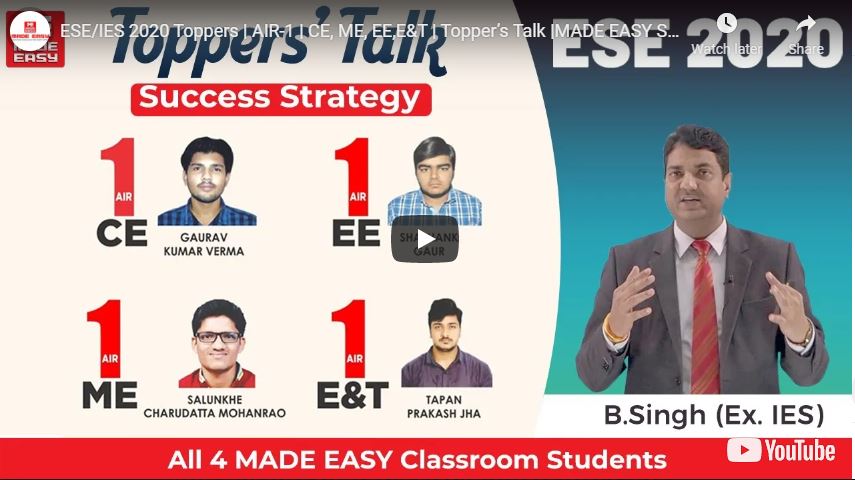 ESE/IES 2020 Toppers | AIR-1 | CE, ME, EE,E&T | Topper's Talk |MADE EASY S...
Watch later
Share
MADE EASY
Toppers' Talk
ESE 2020
Success Strategy
1
AIR
CE
GAURAV
KUMAR VERMA
1
AIR
EE
GAUR
1
AIR
ME
SALUNKHE
CHARUDATTA MOHANRAO
1
AIR
E&T
TAPAN
PRAKASH JHA
B.Singh (Ex. IES)
All 4 MADE EASY Classroom Students
YouTube